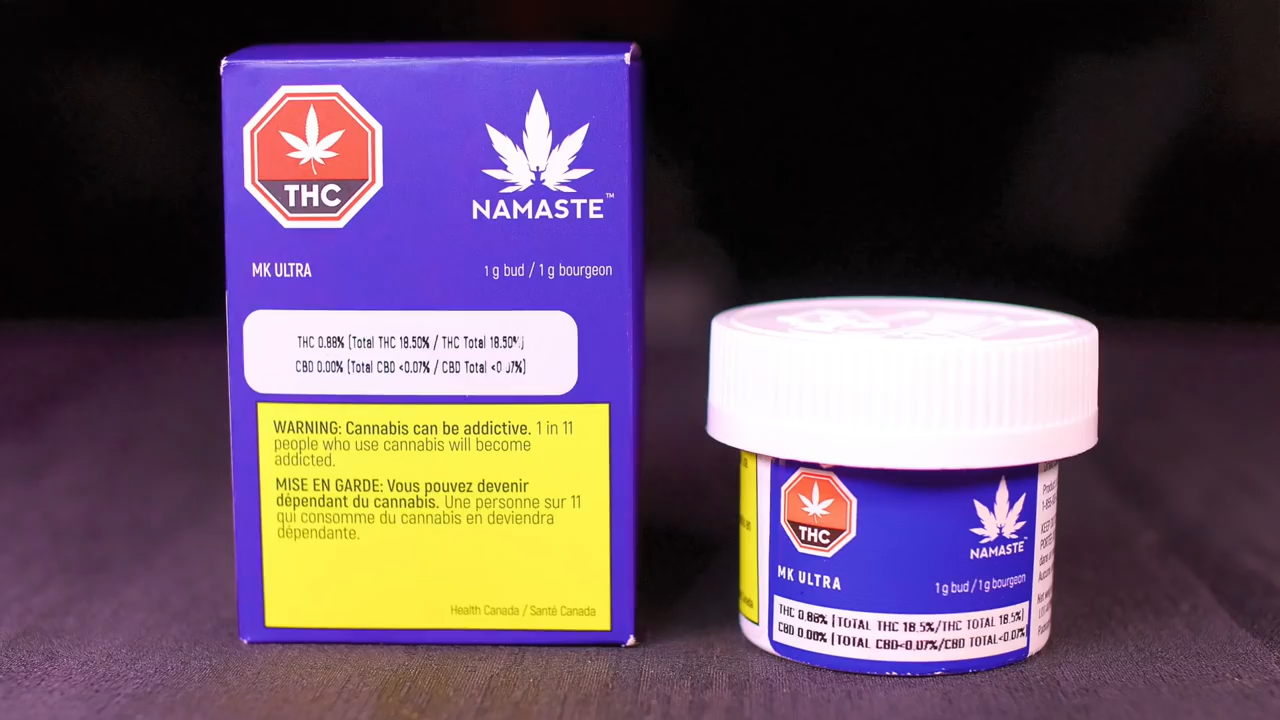 THC
NAMASTE™
MK ULTRA
1 g bud / 1 g bourgeon
THC 0.88% [Total THC 18.50% / THC Total 18.50%]
CBD 0.00% [Total CBD <0.07% / CBD Total <0.07%]
WARNING: Cannabis can be addictive. 1 in 11
people who use cannabis will become
addicted.
MISE EN GARDE: Vous pouvez devenir
dépendant du cannabis. Une personne sur 11
qui consomme du cannabis en deviendra
dépendante.
Health Canada / Santé Canada
THC
NAMASTE
MK ULTRA
1 g bud / 1 g bourgeon
THC 0.88% [TOTAL THC 18.5%/THC TOTAL 18.5%]
CBD 0.00% [TOTAL CBD<0.07%/CBD TOTAL<0.07%]